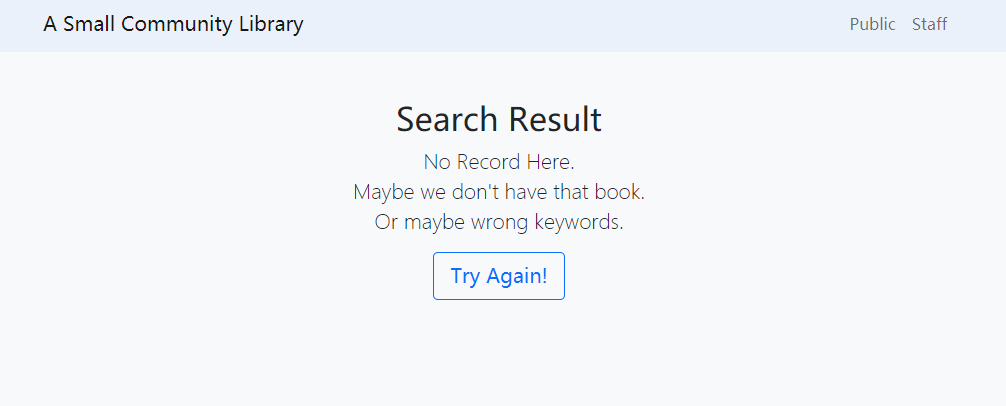 A Small Community Library
Public Staff
Search Result
No Record Here.
Maybe we don't have that book.
Or maybe wrong keywords.
Try Again!